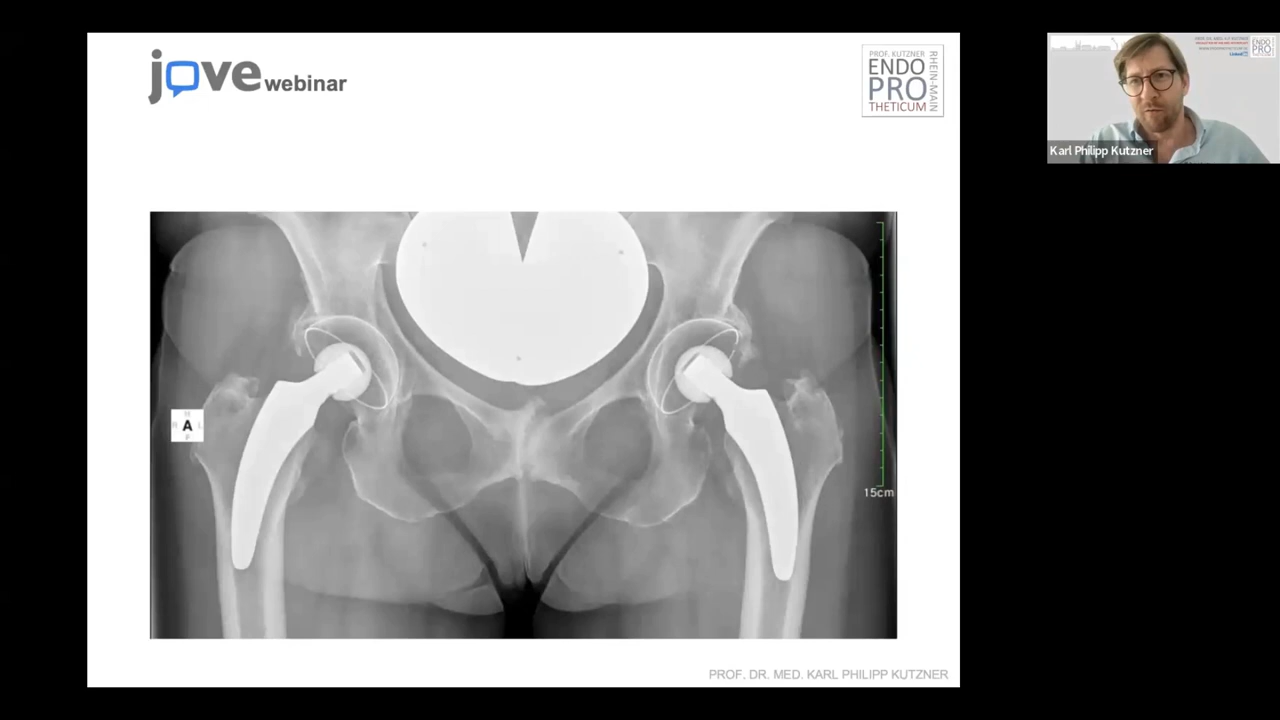 jove webinar
PROF. KUTZNER
ENDO
PRO
THETICUM
RHEIN-MAIN
Karl Philipp Kutzner
H
R A L
F
15cm
PROF. DR. MED. KARL PHILIPP KUTZNER